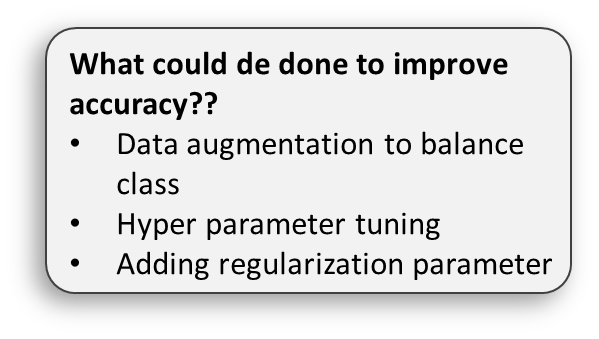 What could de done to improve
accuracy??
• Data augmentation to balance
class
• Hyper parameter tuning
• Adding regularization parameter